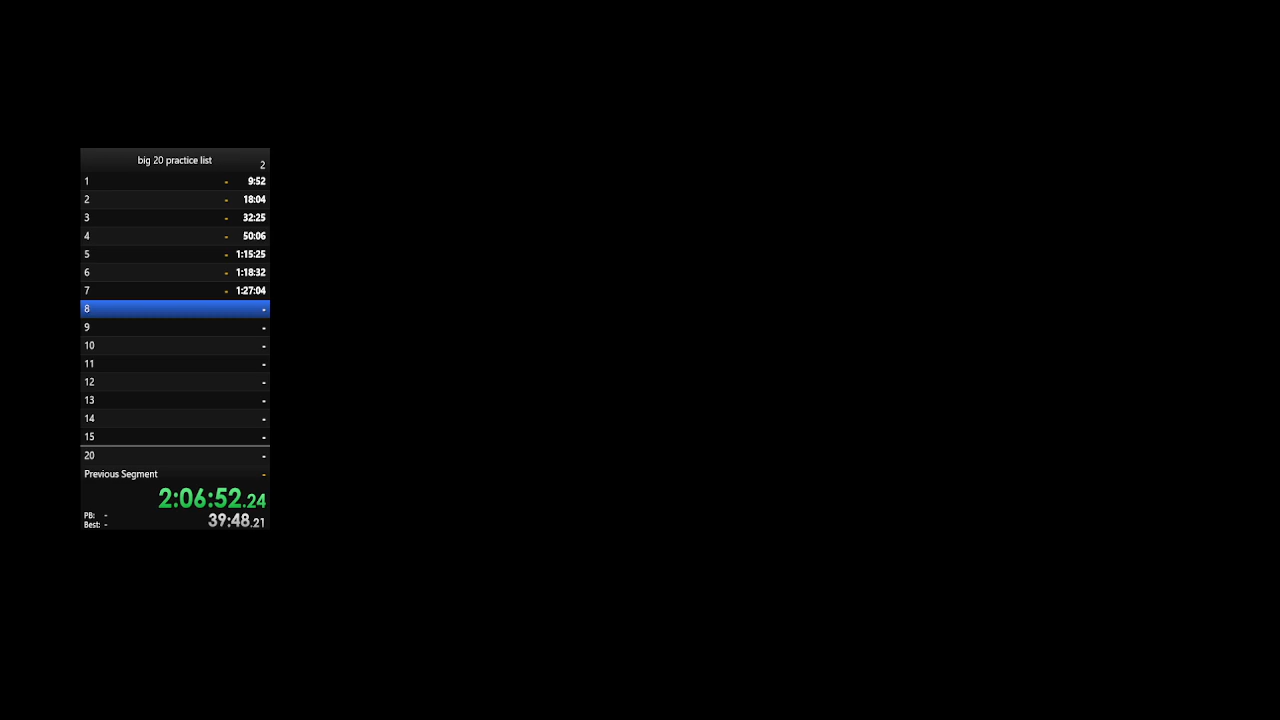 big 20 practice list
2
1 - 9:52
2 - 18:04
3 - 32:25
4 - 50:06
5 - 1:15:25
6 - 1:18:32
7 - 1:27:04
8 -
9 -
10 -
11 -
12 -
13 -
14 -
15 -
20 -
Previous Segment -
2:06:52.24
PB: - 
Best: - 39:48.21